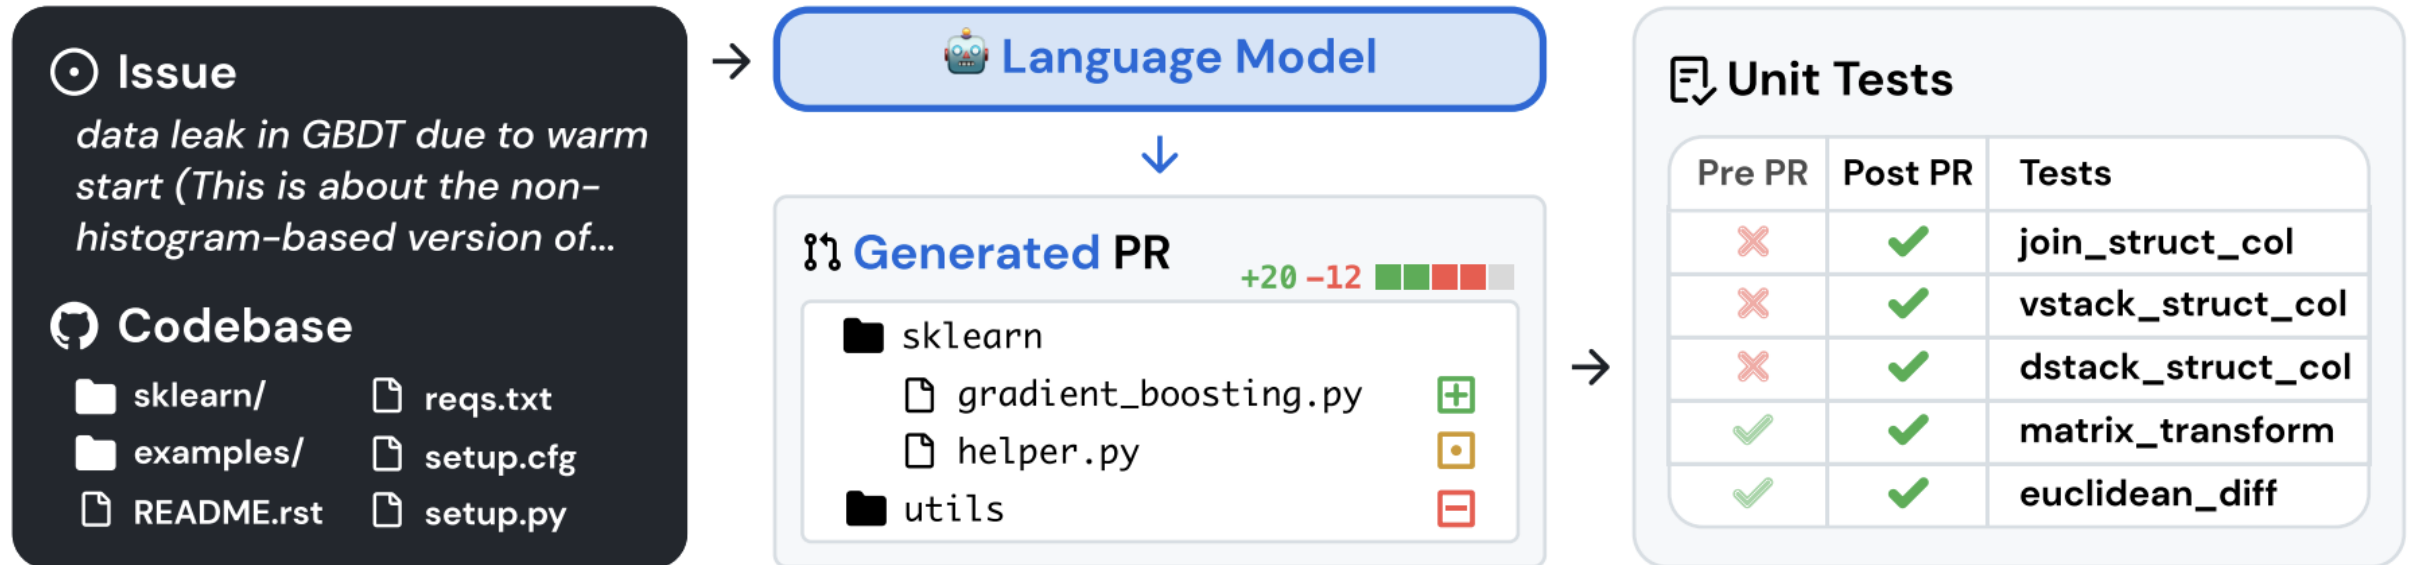 Issue
data leak in GBDT due to warm
start (This is about the non-
histogram-based version of...
Codebase
sklearn/
reqs.txt
examples/
setup.cfg
README.rst
setup.py
Language Model
Generated PR
+20 -12
sklearn
gradient_boosting.py
helper.py
utils
Unit Tests
Pre PR Post PR Tests
join_struct_col
vstack_struct_col
dstack_struct_col
matrix_transform
euclidean_diff